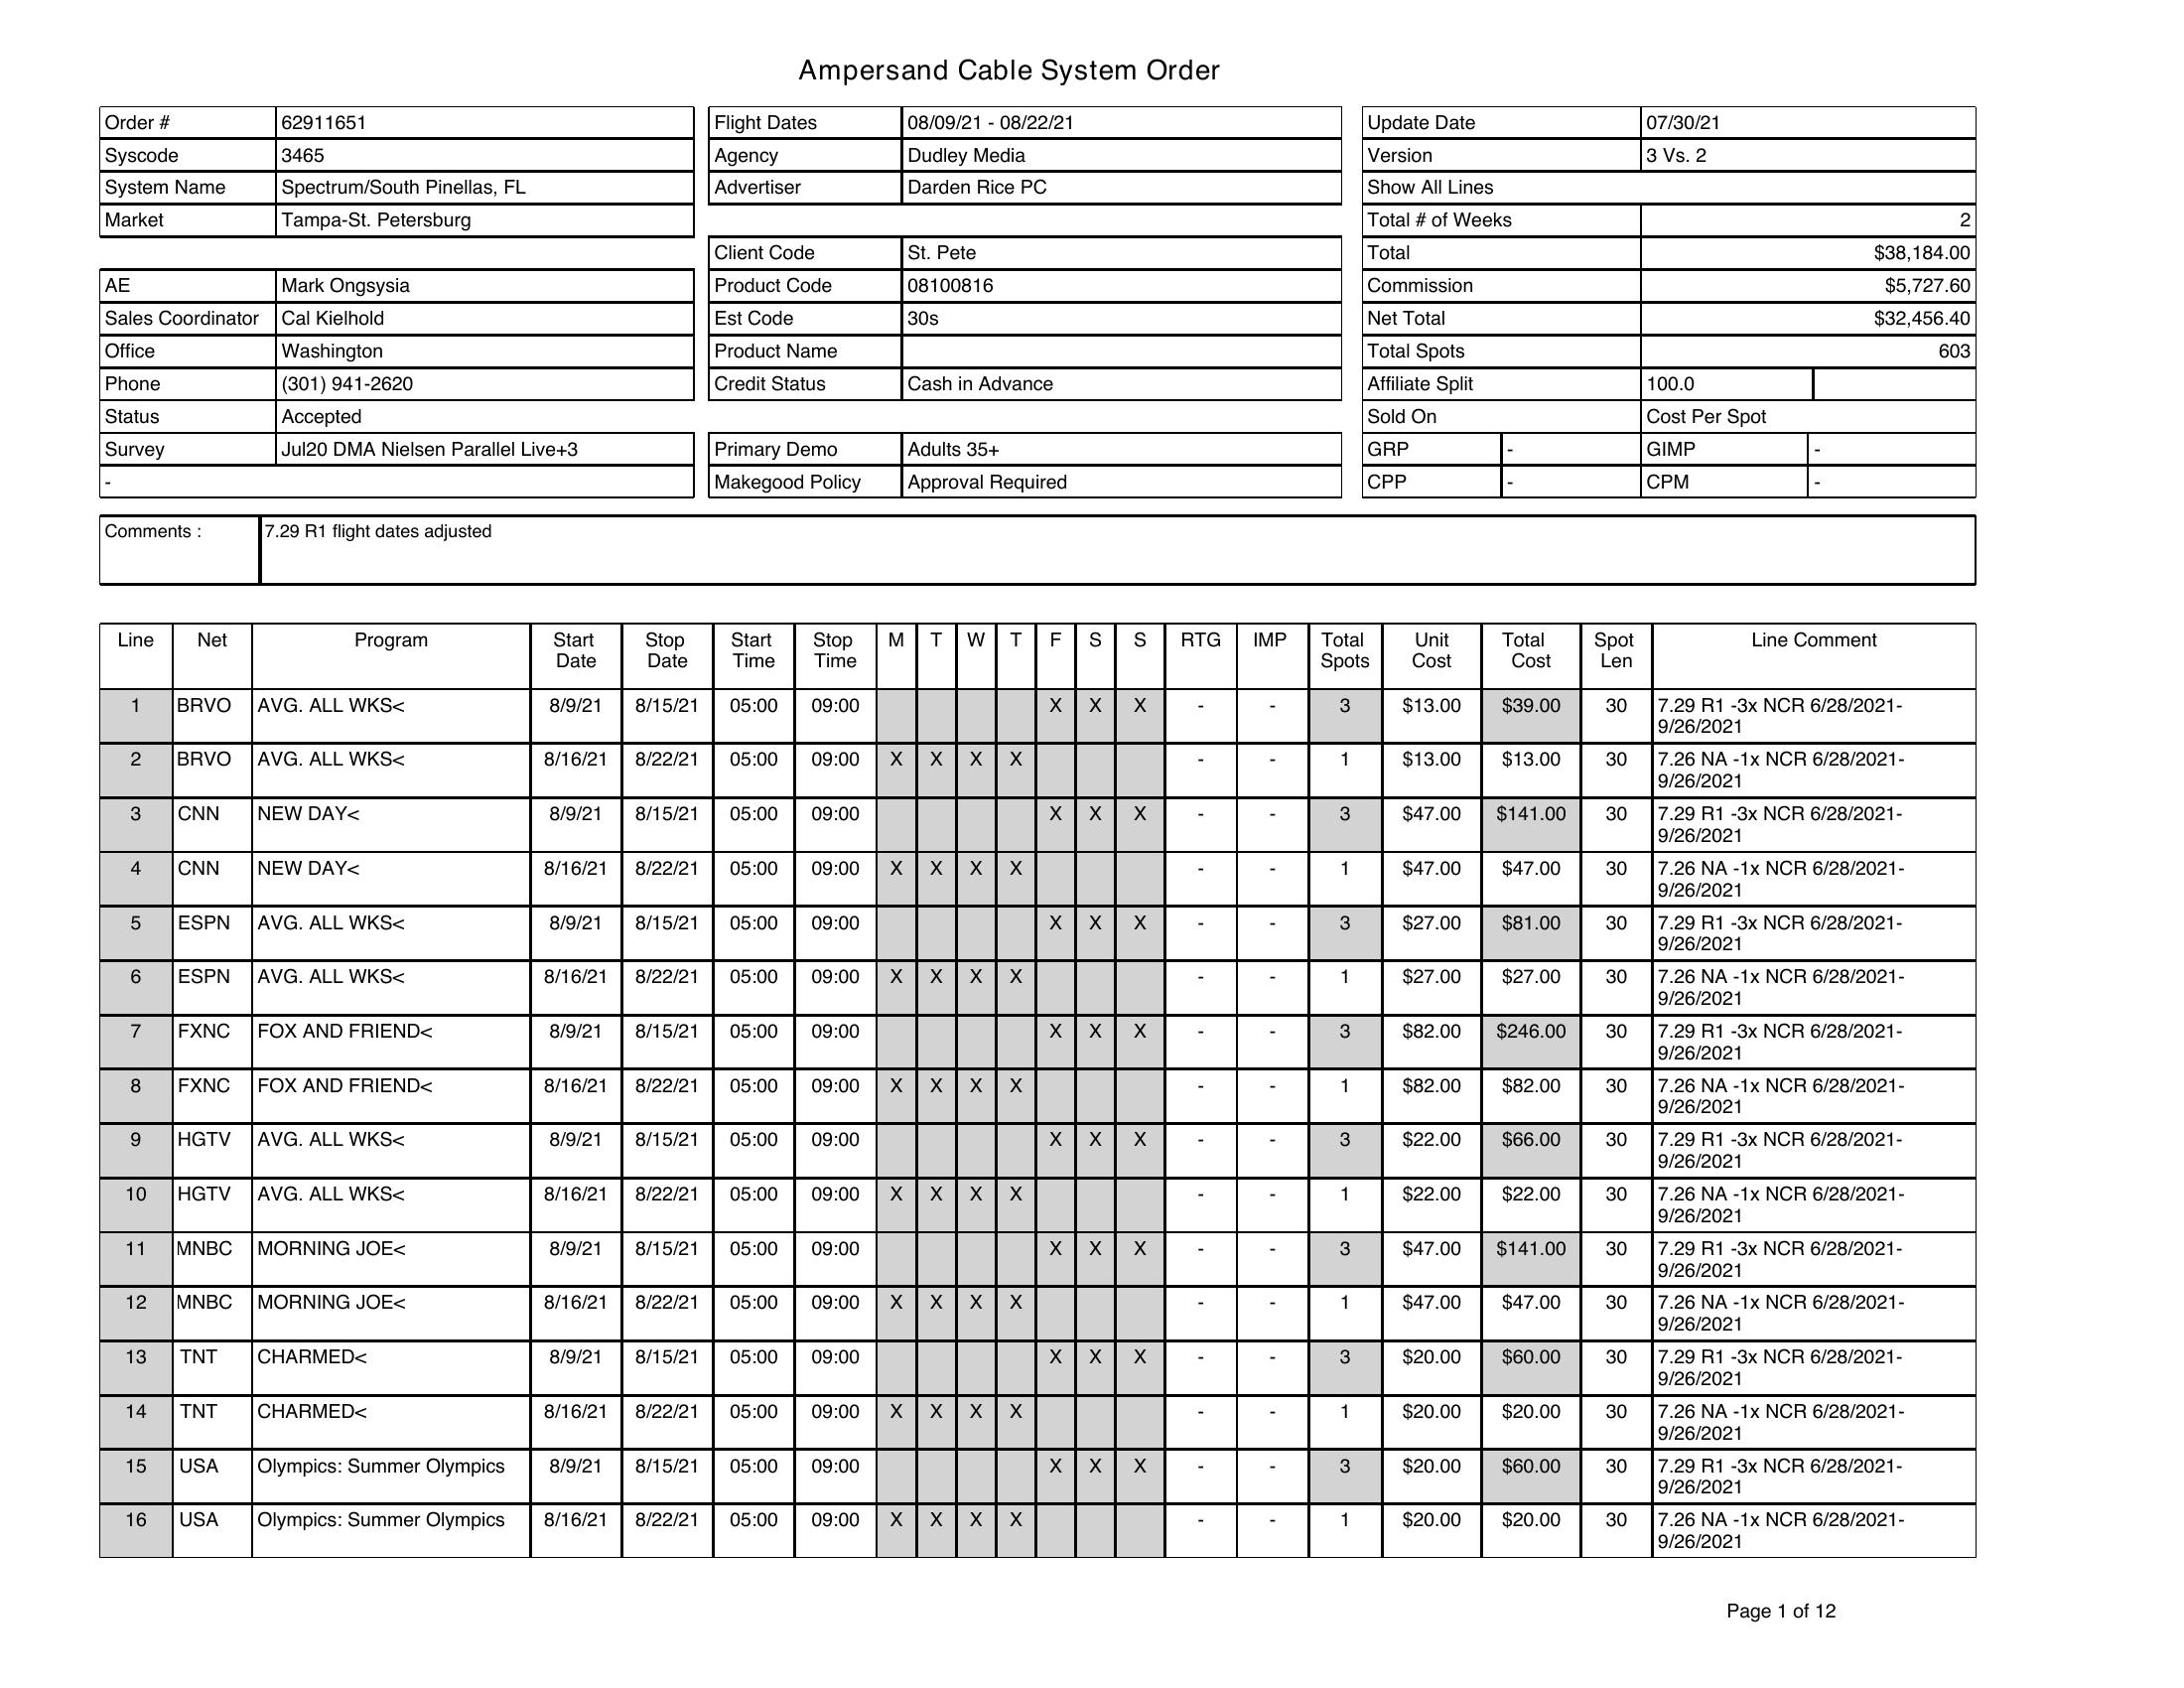 Ampersand Cable System Order
Order # 62911651
Syscode 3465
System Name Spectrum/South Pinellas, FL
Market Tampa-St. Petersburg
AE Mark Ongsysia
Sales Coordinator Cal Kielhold
Office Washington
Phone (301) 941-2620
Status Accepted
Survey Jul20 DMA Nielsen Parallel Live+3
-
Flight Dates 08/09/21 - 08/22/21
Agency Dudley Media
Advertiser Darden Rice PC
Client Code St. Pete
Product Code 08100816
Est Code 30s
Product Name
Credit Status Cash in Advance
Primary Demo Adults 35+
Makegood Policy Approval Required
Update Date 07/30/21
Version 3 Vs. 2
Show All Lines
Total # of Weeks 2
Total $38,184.00
Commission $5,727.60
Net Total $32,456.40
Total Spots 603
Affiliate Split 100.0
Sold On Cost Per Spot
GRP - GIMP -
CPP - CPM -
Comments : 7.29 R1 flight dates adjusted
Line Net Program Start Stop Start Stop M T W T F S S RTG IMP Total Unit Total Spot Line Comment
Date Date Time Time Spots Cost Cost Len
1 BRVO AVG. ALL WKS< 8/9/21 8/15/21 05:00 09:00 X X X - - 3 $13.00 $39.00 30 7.29 R1 -3x NCR 6/28/2021-
9/26/2021
2 BRVO AVG. ALL WKS< 8/16/21 8/22/21 05:00 09:00 X X X X - - 1 $13.00 $13.00 30 7.26 NA -1x NCR 6/28/2021-
9/26/2021
3 CNN NEW DAY< 8/9/21 8/15/21 05:00 09:00 X X X - - 3 $47.00 $141.00 30 7.29 R1 -3x NCR 6/28/2021-
9/26/2021
4 CNN NEW DAY< 8/16/21 8/22/21 05:00 09:00 X X X X - - 1 $47.00 $47.00 30 7.26 NA -1x NCR 6/28/2021-
9/26/2021
5 ESPN AVG. ALL WKS< 8/9/21 8/15/21 05:00 09:00 X X X - - 3 $27.00 $81.00 30 7.29 R1 -3x NCR 6/28/2021-
9/26/2021
6 ESPN AVG. ALL WKS< 8/16/21 8/22/21 05:00 09:00 X X X X - - 1 $27.00 $27.00 30 7.26 NA -1x NCR 6/28/2021-
9/26/2021
7 FXNC FOX AND FRIEND< 8/9/21 8/15/21 05:00 09:00 X X X - - 3 $82.00 $246.00 30 7.29 R1 -3x NCR 6/28/2021-
9/26/2021
8 FXNC FOX AND FRIEND< 8/16/21 8/22/21 05:00 09:00 X X X X - - 1 $82.00 $82.00 30 7.26 NA -1x NCR 6/28/2021-
9/26/2021
9 HGTV AVG. ALL WKS< 8/9/21 8/15/21 05:00 09:00 X X X - - 3 $22.00 $66.00 30 7.29 R1 -3x NCR 6/28/2021-
9/26/2021
10 HGTV AVG. ALL WKS< 8/16/21 8/22/21 05:00 09:00 X X X X - - 1 $22.00 $22.00 30 7.26 NA -1x NCR 6/28/2021-
9/26/2021
11 MNBC MORNING JOE< 8/9/21 8/15/21 05:00 09:00 X X X - - 3 $47.00 $141.00 30 7.29 R1 -3x NCR 6/28/2021-
9/26/2021
12 MNBC MORNING JOE< 8/16/21 8/22/21 05:00 09:00 X X X X - - 1 $47.00 $47.00 30 7.26 NA -1x NCR 6/28/2021-
9/26/2021
13 TNT CHARMED< 8/9/21 8/15/21 05:00 09:00 X X X - - 3 $20.00 $60.00 30 7.29 R1 -3x NCR 6/28/2021-
9/26/2021
14 TNT CHARMED< 8/16/21 8/22/21 05:00 09:00 X X X X - - 1 $20.00 $20.00 30 7.26 NA -1x NCR 6/28/2021-
9/26/2021
15 USA Olympics: Summer Olympics 8/9/21 8/15/21 05:00 09:00 X X X - - 3 $20.00 $60.00 30 7.29 R1 -3x NCR 6/28/2021-
9/26/2021
16 USA Olympics: Summer Olympics 8/16/21 8/22/21 05:00 09:00 X X X X - - 1 $20.00 $20.00 30 7.26 NA -1x NCR 6/28/2021-
9/26/2021
Page 1 of 12